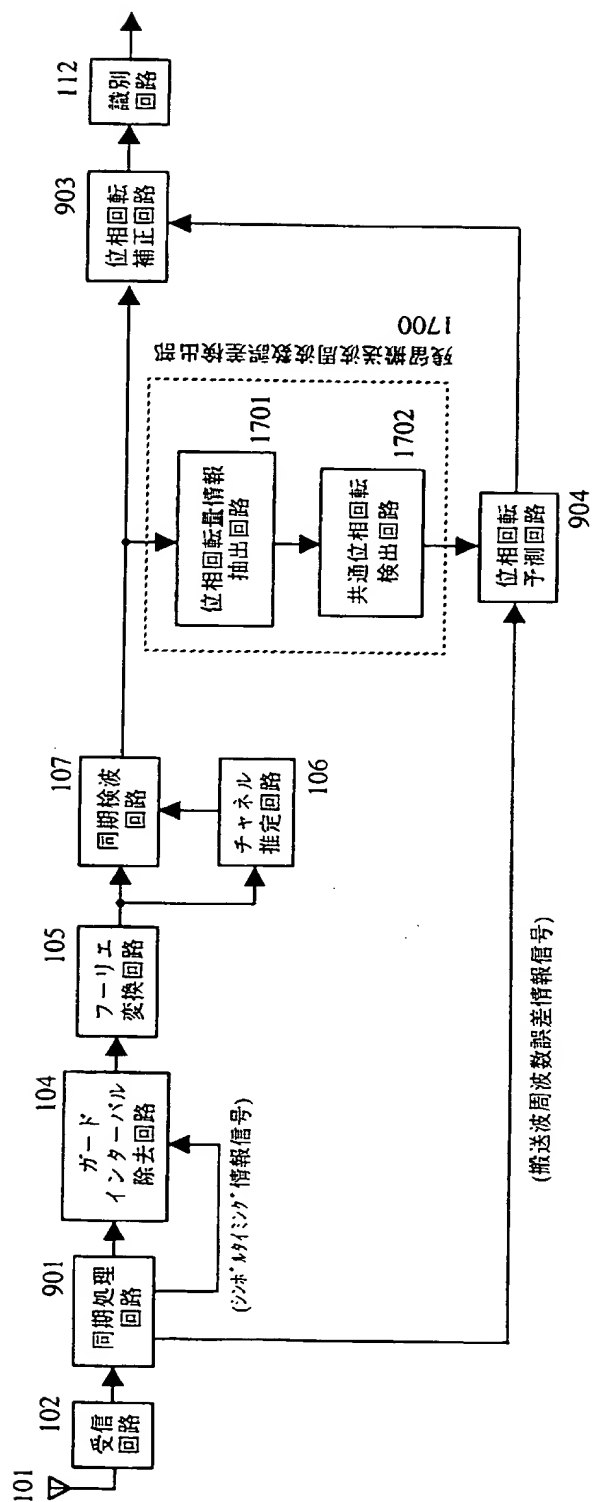 101
102
受信
回路
901
同期処理
回路
(シンボルタイミング情報信号)
104
ガード
インターバル
除去回路
105
フーリエ
変換回路
107
同期検波
回路
106
チャネル
推定回路
1700
残留搬送波周波数誤差検出部
1701
位相回転量情報
抽出回路
1702
共通位相回転
検出回路
903
位相回転
補正回路
112
識別
回路
904
位相回転
予測回路
(搬送波周波数誤差情報信号)